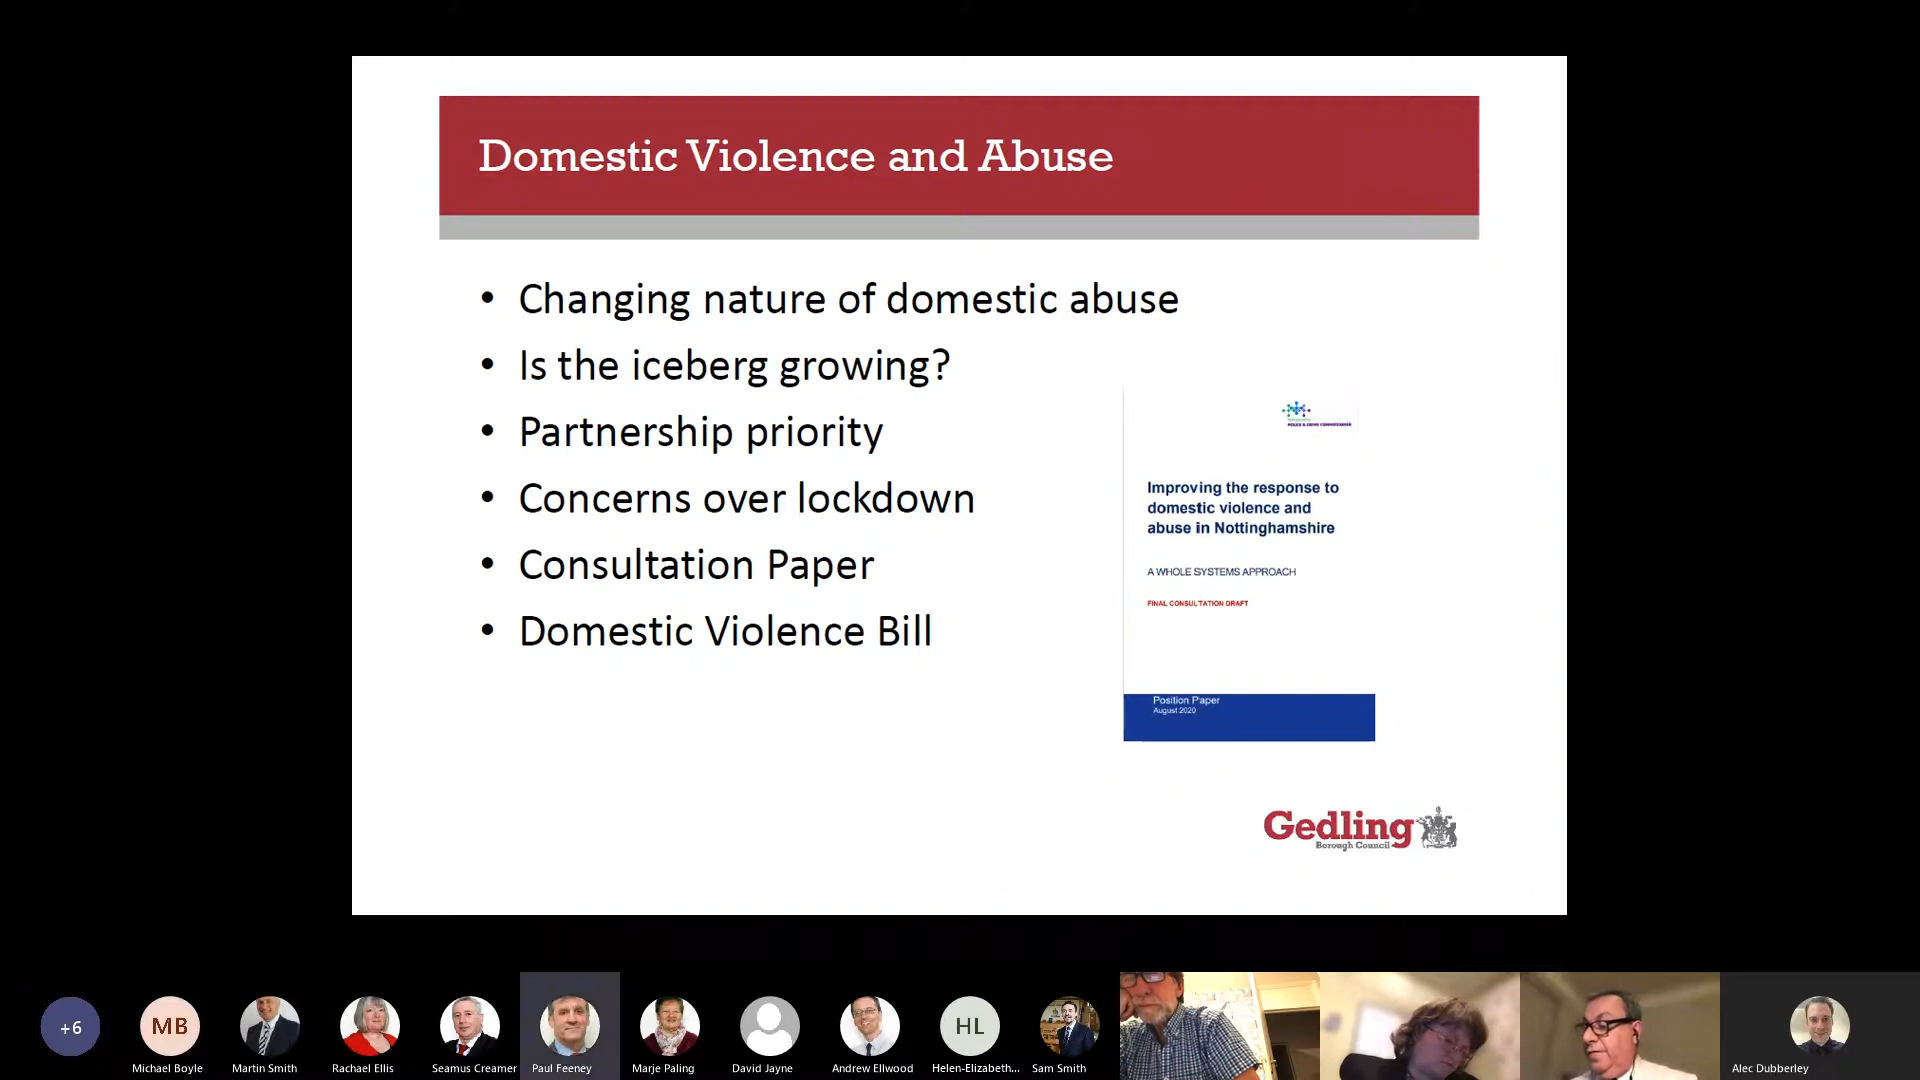 Domestic Violence and Abuse
• Changing nature of domestic abuse
• Is the iceberg growing?
• Partnership priority
• Concerns over lockdown
• Consultation Paper
• Domestic Violence Bill
POLICE & CRIME COMMISSIONER
Improving the response to
domestic violence and
abuse in Nottinghamshire
A WHOLE SYSTEMS APPROACH
FINAL CONSULTATION DRAFT
Position Paper
August 2020
Gedling
Borough Council
+6
MB
HL
Michael Boyle
Martin Smith
Rachael Ellis
Seamus Creamer
Paul Feeney
Marje Paling
David Jayne
Andrew Ellwood
Helen-Elizabeth...
Sam Smith
Alec Dubberley